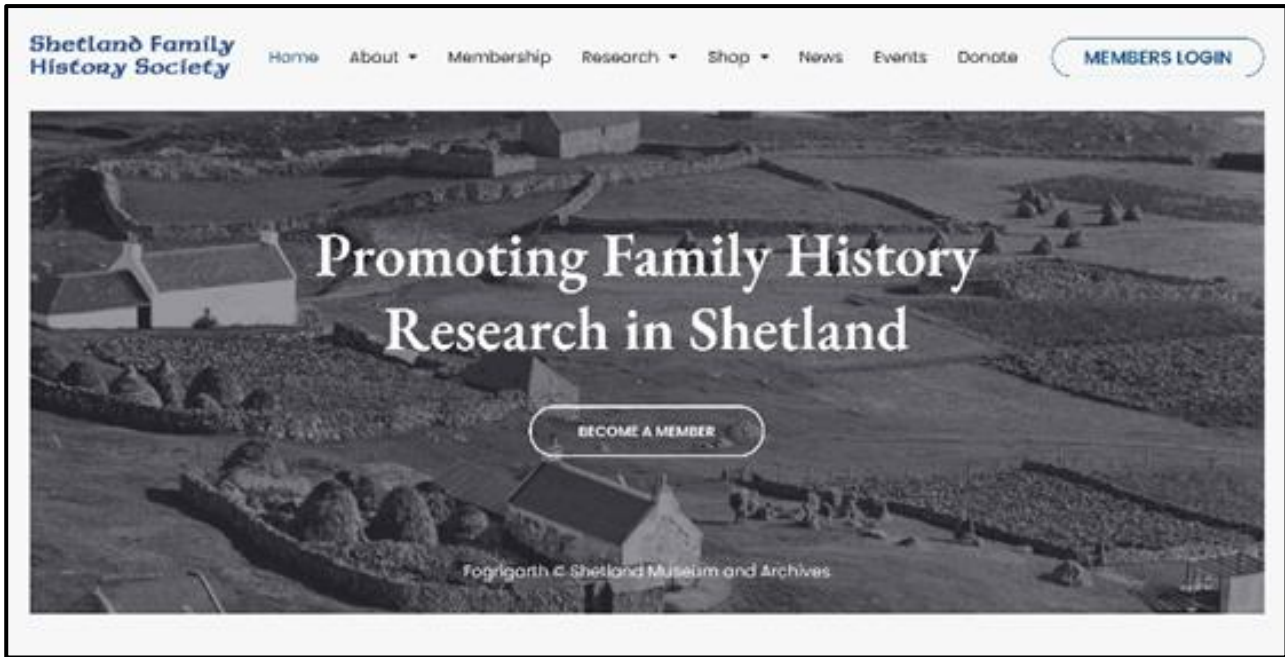 Shetland Family
History Society
Home About Membership Research Shop News Events Donate MEMBERS LOGIN
Promoting Family History
Research in Shetland
BECOME A MEMBER
Fogrigarth © Shetland Museum and Archives